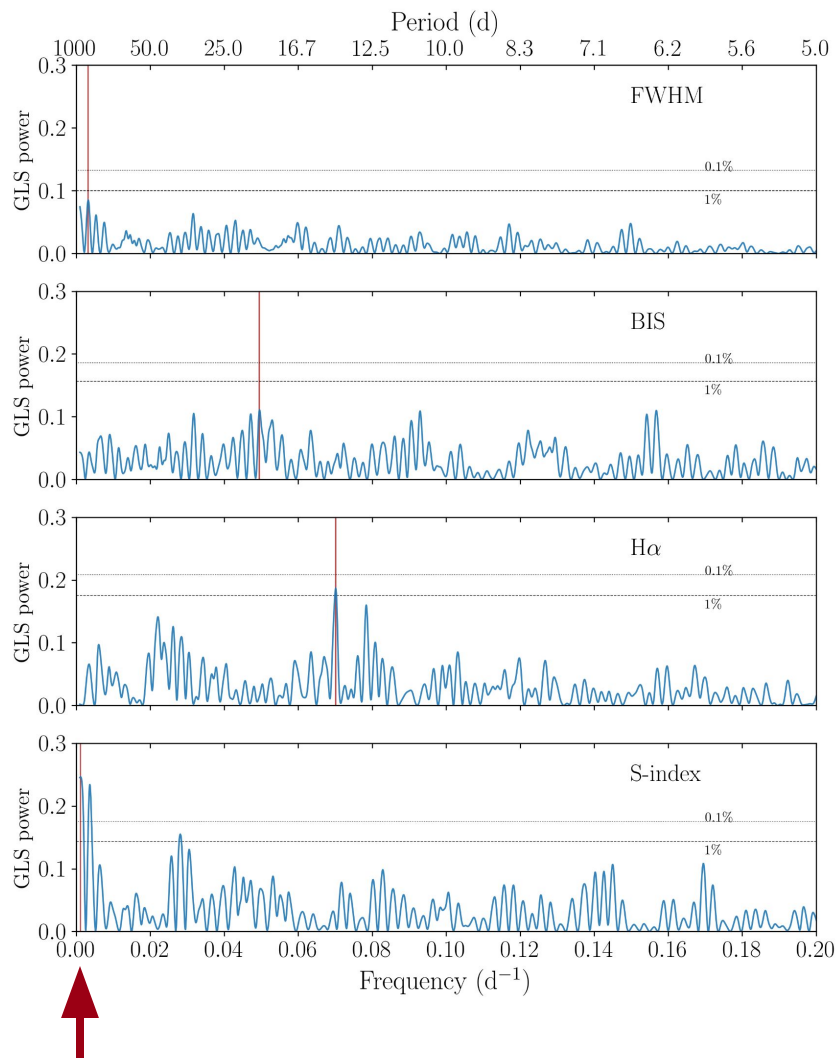 Period (d)
1000 50.0 25.0 16.7 12.5 10.0 8.3 7.1 6.2 5.6 5.0
0.3
FWHM
0.2
0.1%
GLS power
0.1
1%
0.0
0.3
BIS
0.2
0.1%
GLS power
1%
0.1
0.0
0.3
Hα
0.1%
0.2
GLS power
1%
0.1
0.0
0.3
S-index
0.2
0.1%
GLS power
1%
0.1
0.0
0.00 0.02 0.04 0.06 0.08 0.10 0.12 0.14 0.16 0.18 0.20
Frequency (d⁻¹)